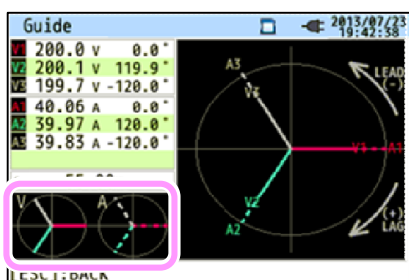 Guide 2013/07/23
19:42:38
V1 200.0 V 0.0°
V2 200.1 V 119.9°
V3 199.7 V -120.0°
A1 40.06 A 0.0°
A2 39.97 A 120.0°
A3 39.83 A -120.0°
A3
V3
LEAD
(-)
V1 A1
V2
A2
(+)
LAG
V A
[ESC]:BACK